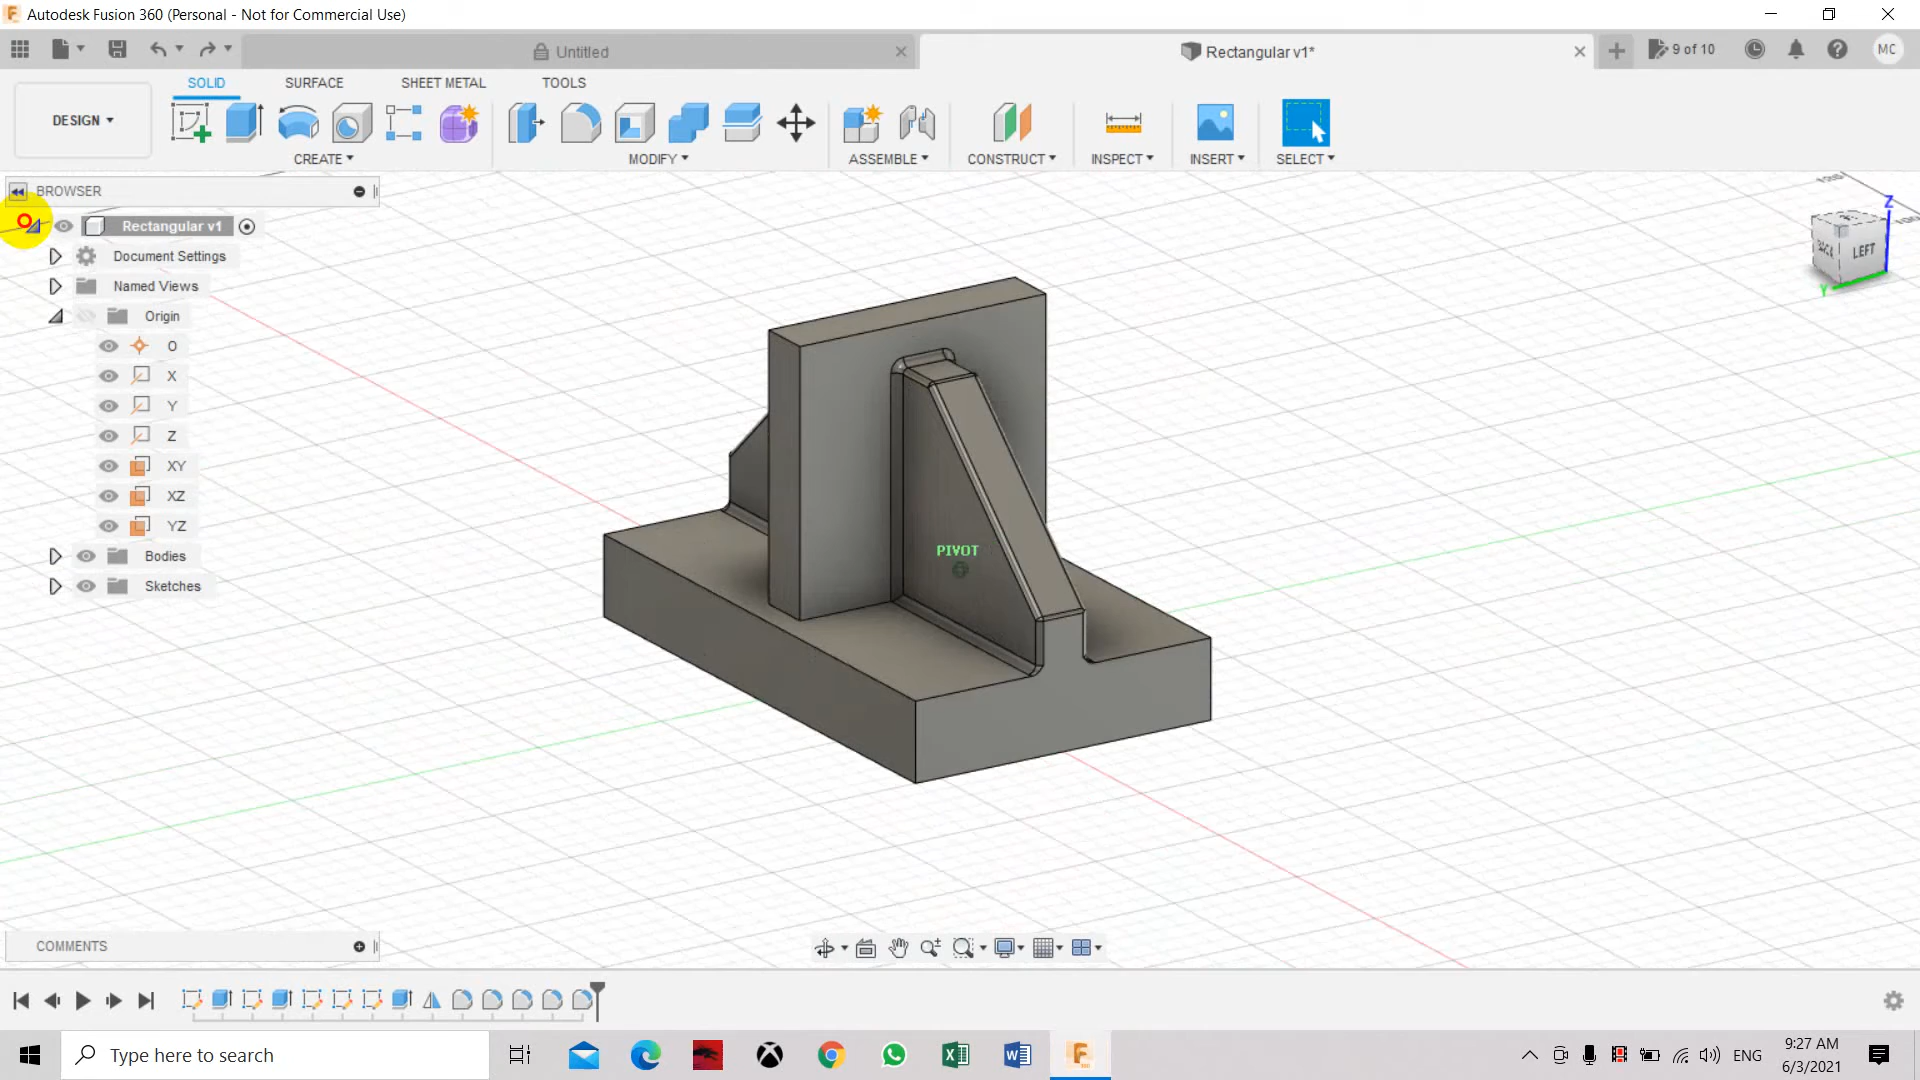 Autodesk Fusion 360 (Personal - Not for Commercial Use)
Untitled
Rectangular v1*
9 of 10
MC
DESIGN
SOLID
SURFACE
SHEET METAL
TOOLS
CREATE
MODIFY
ASSEMBLE
CONSTRUCT
INSPECT
INSERT
SELECT
BROWSER
Rectangular v1
Document Settings
Named Views
Origin
O
X
Y
Z
XY
XZ
YZ
Bodies
Sketches
Z
BACK
LEFT
Y
PIVOT
COMMENTS
Type here to search
ENG
9:27 AM
6/3/2021